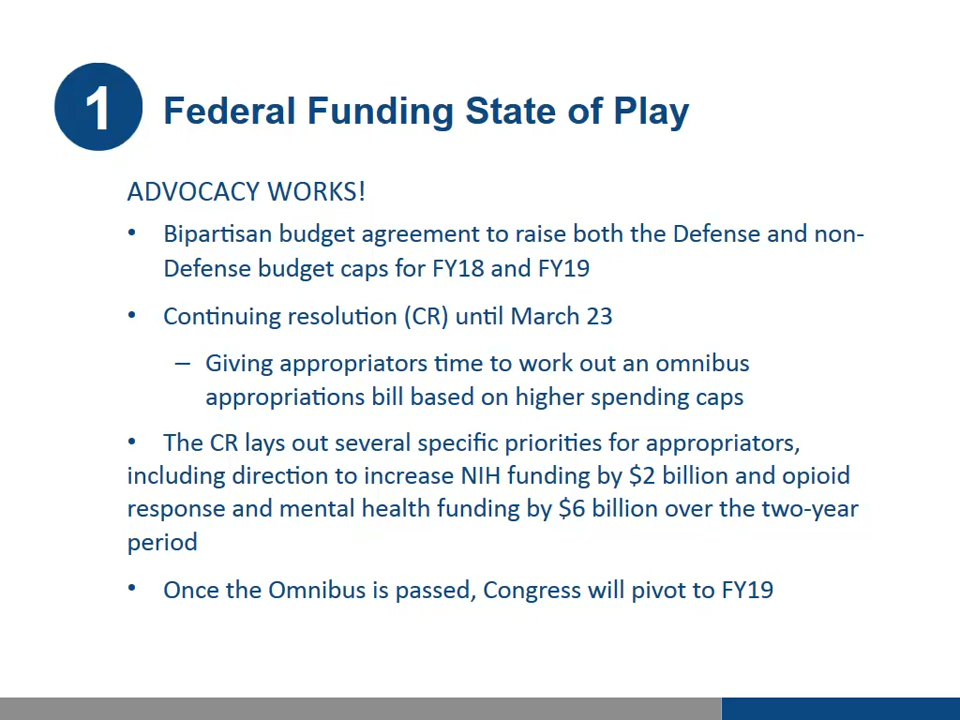 1
Federal Funding State of Play
ADVOCACY WORKS!
• Bipartisan budget agreement to raise both the Defense and non-
Defense budget caps for FY18 and FY19
• Continuing resolution (CR) until March 23
– Giving appropriators time to work out an omnibus
appropriations bill based on higher spending caps
• The CR lays out several specific priorities for appropriators,
including direction to increase NIH funding by $2 billion and opioid
response and mental health funding by $6 billion over the two-year
period
• Once the Omnibus is passed, Congress will pivot to FY19